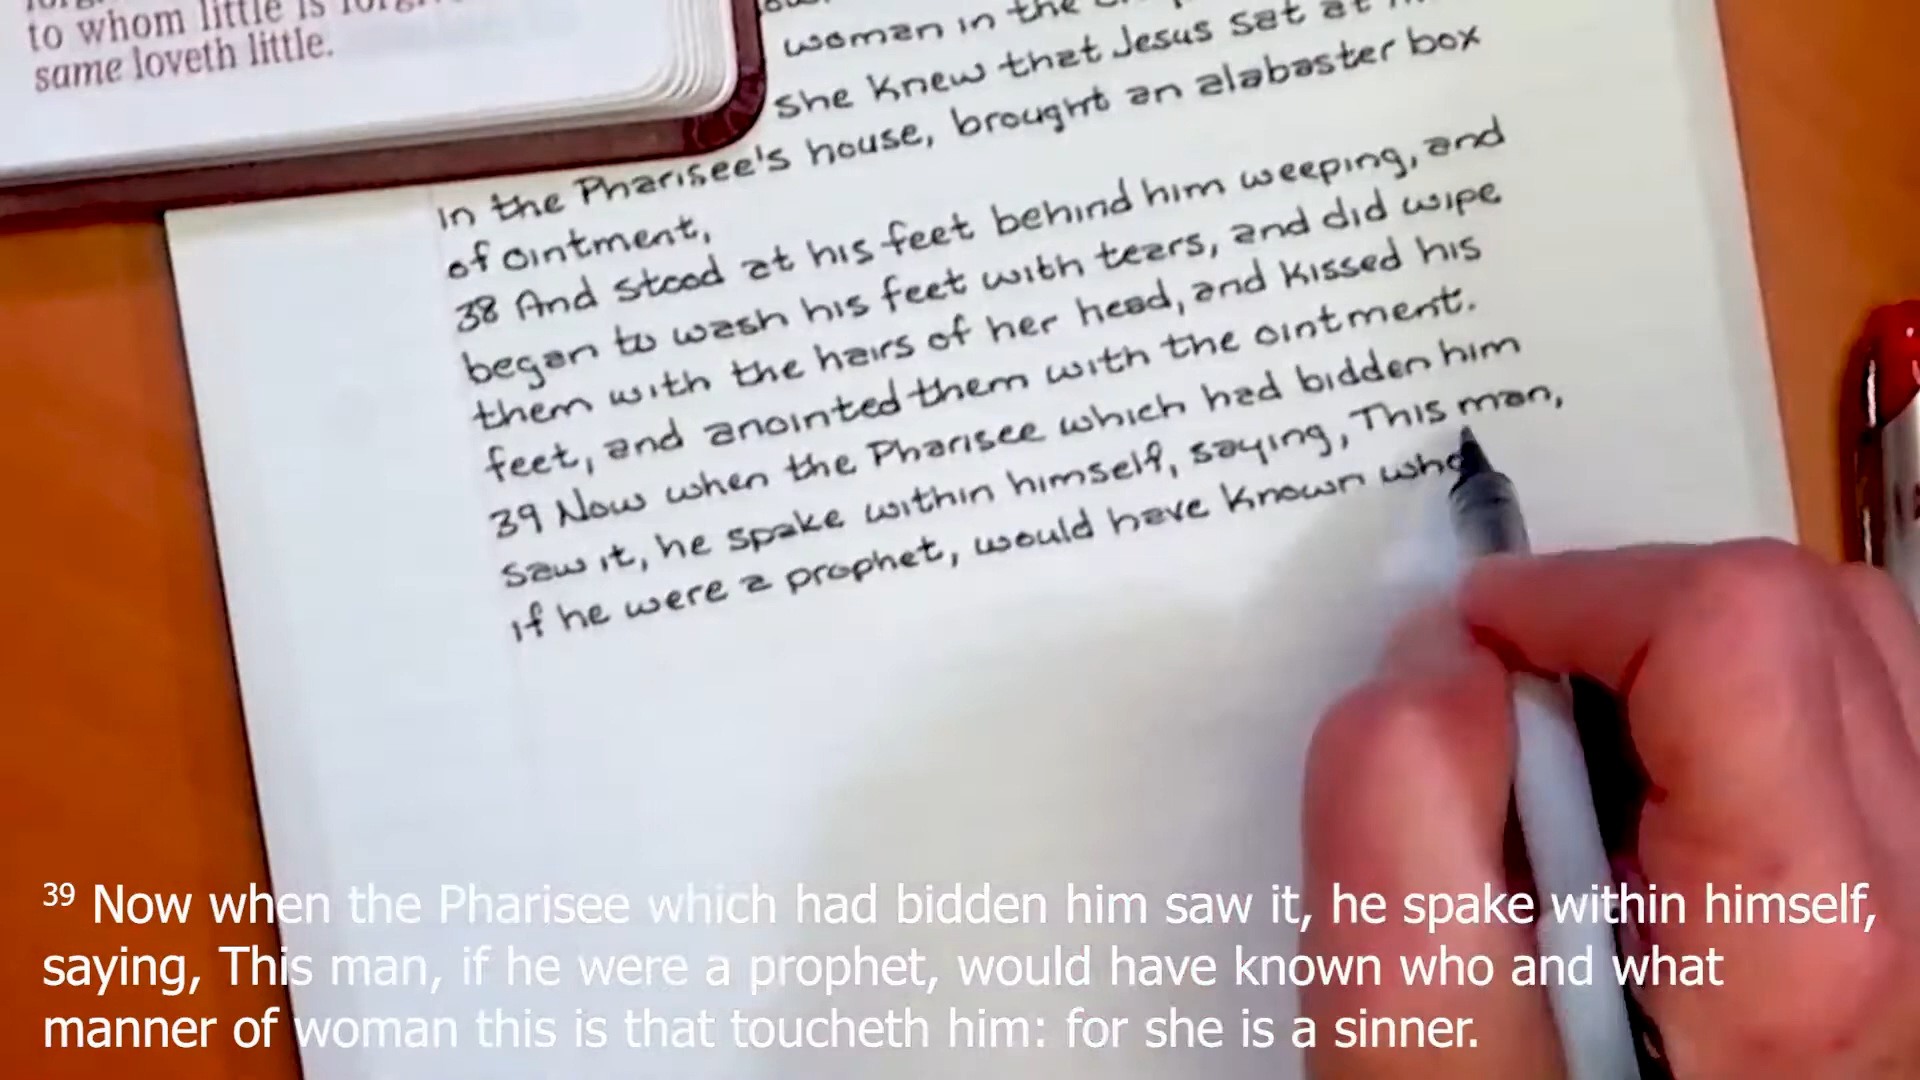 to whom little is
same loveth little.
woman in the
she knew that Jesus sat at
in the Pharisee's house, brought an alabaster box
of ointment,
38 And stood at his feet behind him weeping, and
began to wash his feet with tears, and did wipe
them with the hairs of her head, and kissed his
feet, and anointed them with the ointment.
39 Now when the Pharisee which had bidden him
saw it, he spake within himself, saying, This man,
if he were a prophet, would have known who
39 Now when the Pharisee which had bidden him saw it, he spake within himself,
saying, This man, if he were a prophet, would have known who and what
manner of woman this is that toucheth him: for she is a sinner.